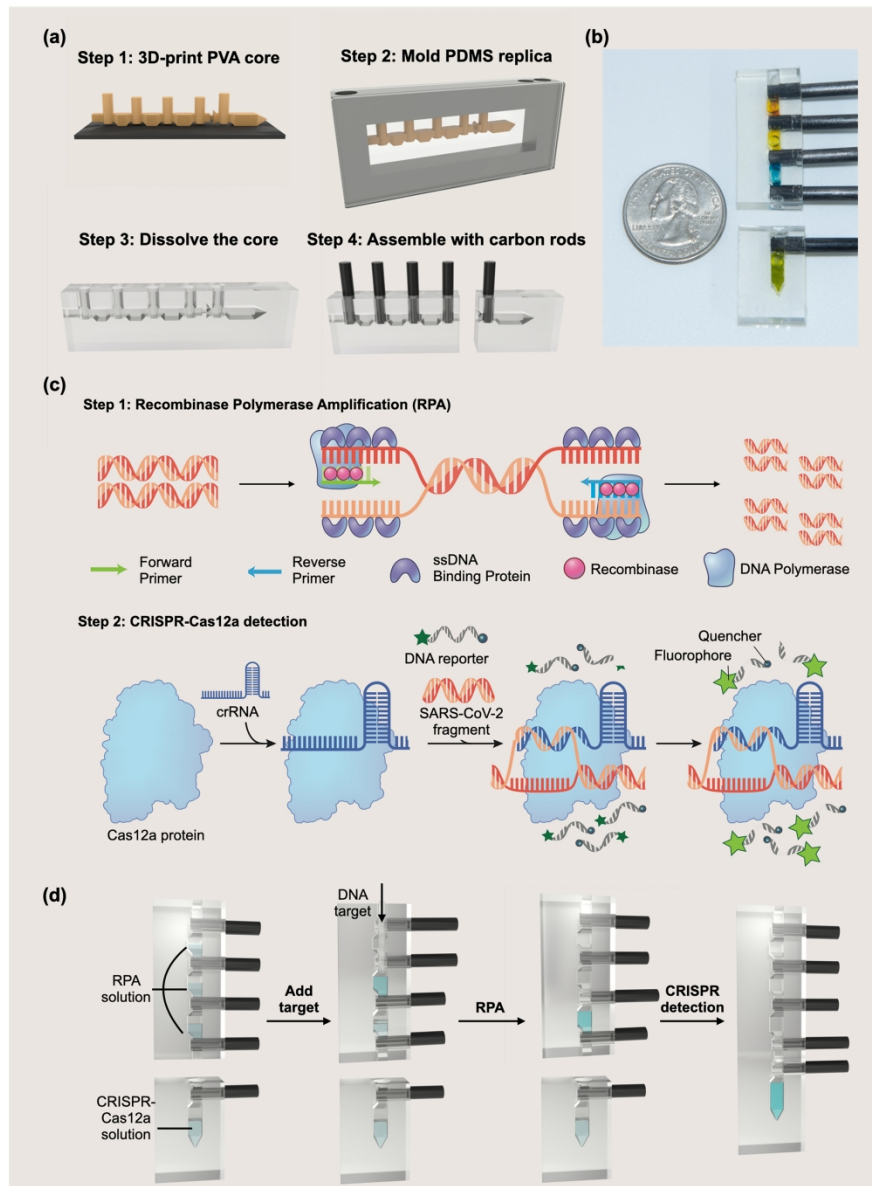 (a)
Step 1: 3D-print PVA core
Step 2: Mold PDMS replica
Step 3: Dissolve the core
Step 4: Assemble with carbon rods
(b)
LIBERTY
(c)
Step 1: Recombinase Polymerase Amplification (RPA)
Forward
Primer
Reverse
Primer
ssDNA
Binding Protein
Recombinase
DNA Polymerase
Step 2: CRISPR-Cas12a detection
crRNA
DNA reporter
SARS-CoV-2
fragment
Quencher
Fluorophore
Cas12a protein
(d)
DNA
target
RPA
solution
Add
target
RPA
CRISPR
detection
CRISPR-
Cas12a
solution